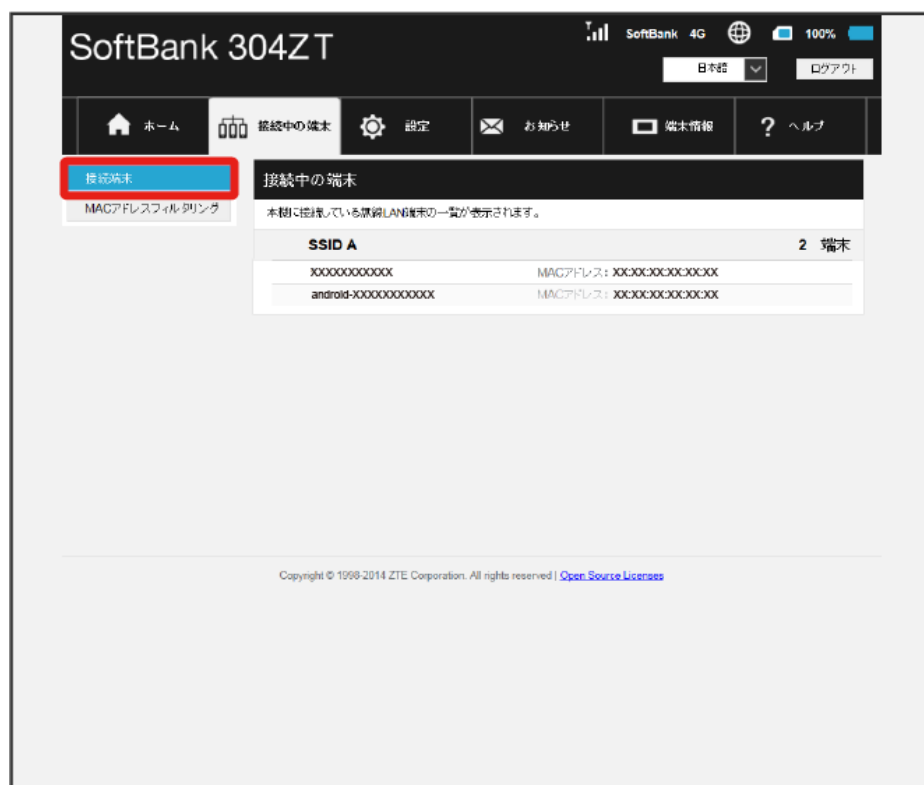 SoftBank 304ZT
SoftBank 4G 100%
日本語 ログアウト
ホーム 接続中の端末 設定 お知らせ 端末情報 ? ヘルプ
接続端末
MACアドレスフィルタリング
接続中の端末
本機に接続している無線LAN端末の一覧が表示されます。
SSID A 2 端末
XXXXXXXXXXX MACアドレス: XX:XX:XX:XX:XX:XX
android-XXXXXXXXXXX MACアドレス: XX:XX:XX:XX:XX:XX
Copyright © 1998-2014 ZTE Corporation. All rights reserved | Open Source Licenses